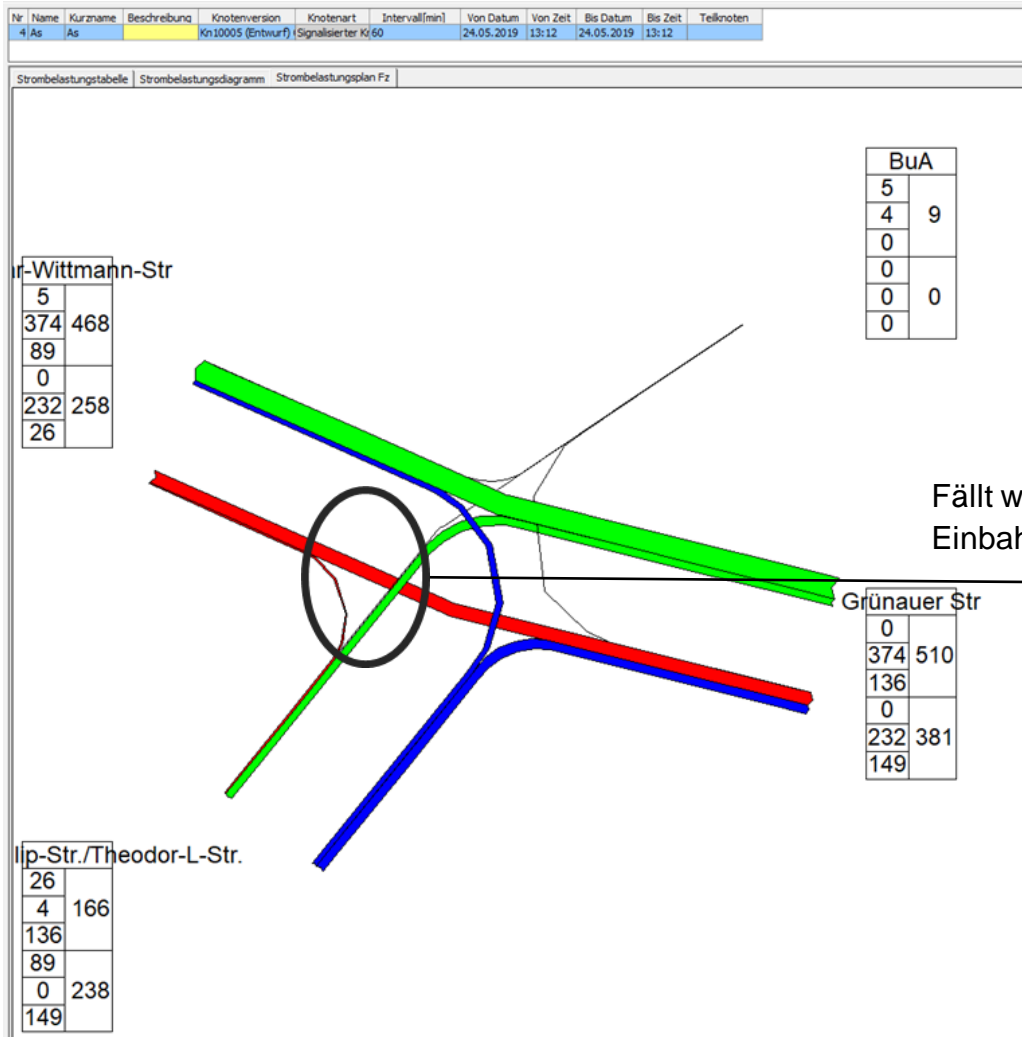 Nr Name Kurzname Beschreibung Knotenversion Knotenart Intervall[min] Von Datum Von Zeit Bis Datum Bis Zeit Teilknoten
4 As As Kn10005 (Entwurf) Signalisierter Kr 60 24.05.2019 13:12 24.05.2019 13:12
Strombelastungstabelle Strombelastungsdiagramm Strombelastungsplan Fz
BuA
5
4 9
0
0
0 0
0
r-Wittmann-Str
5
374 468
89
0
232 258
26
Fällt w
Einbah
Grünauer Str
0
374 510
136
0
232 381
149
lip-Str./Theodor-L-Str.
26
4 166
136
89
0 238
149